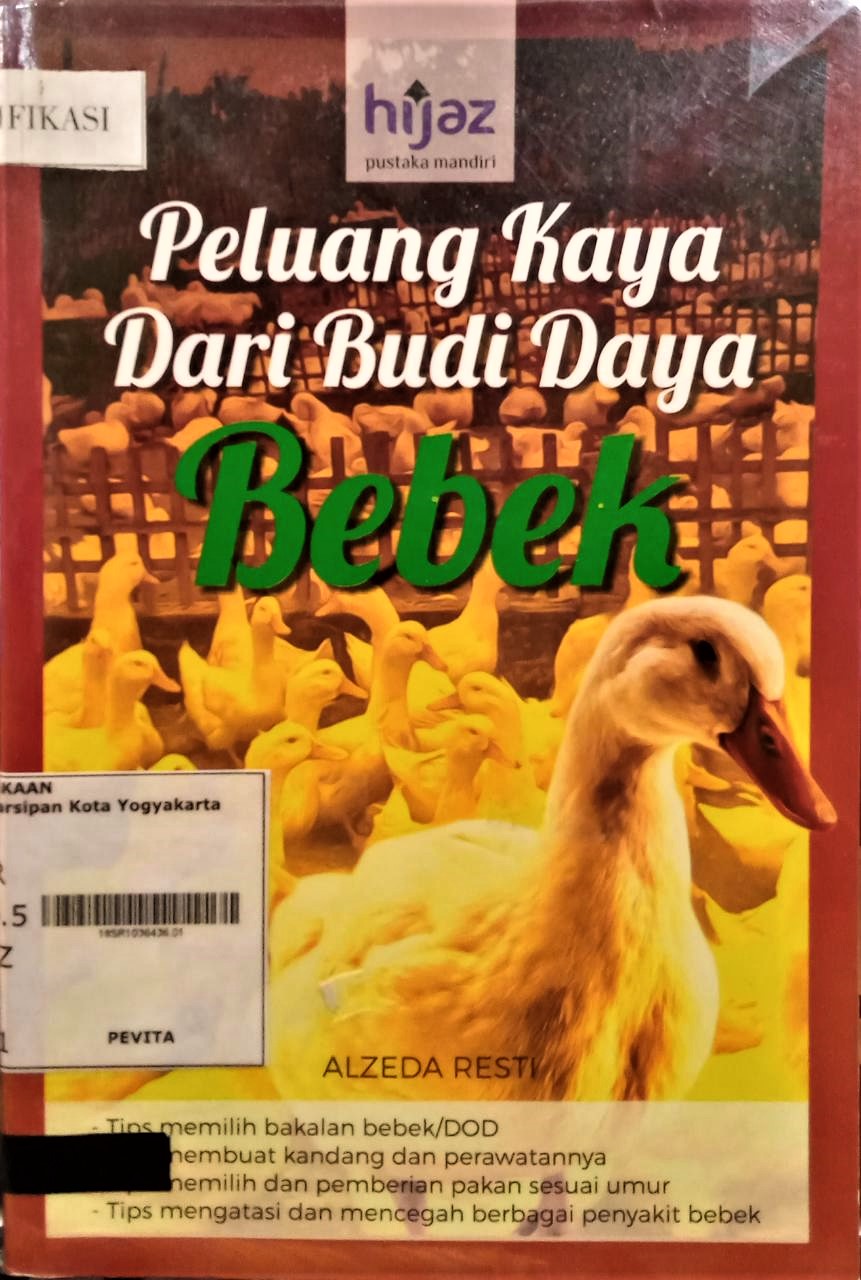 FIKASI
hijaz
pustaka mandiri
Peluang Kaya
Dari Budi Daya
Bebek
KAAN
arsipan Kota Yogyakarta
R
.5
Z
18SR1036436.01
1
PEVITA
ALZEDA RESTI
- Tips memilih bakalan bebek/DOD
membuat kandang dan perawatannya
memilih dan pemberian pakan sesuai umur
- Tips mengatasi dan mencegah berbagai penyakit bebek